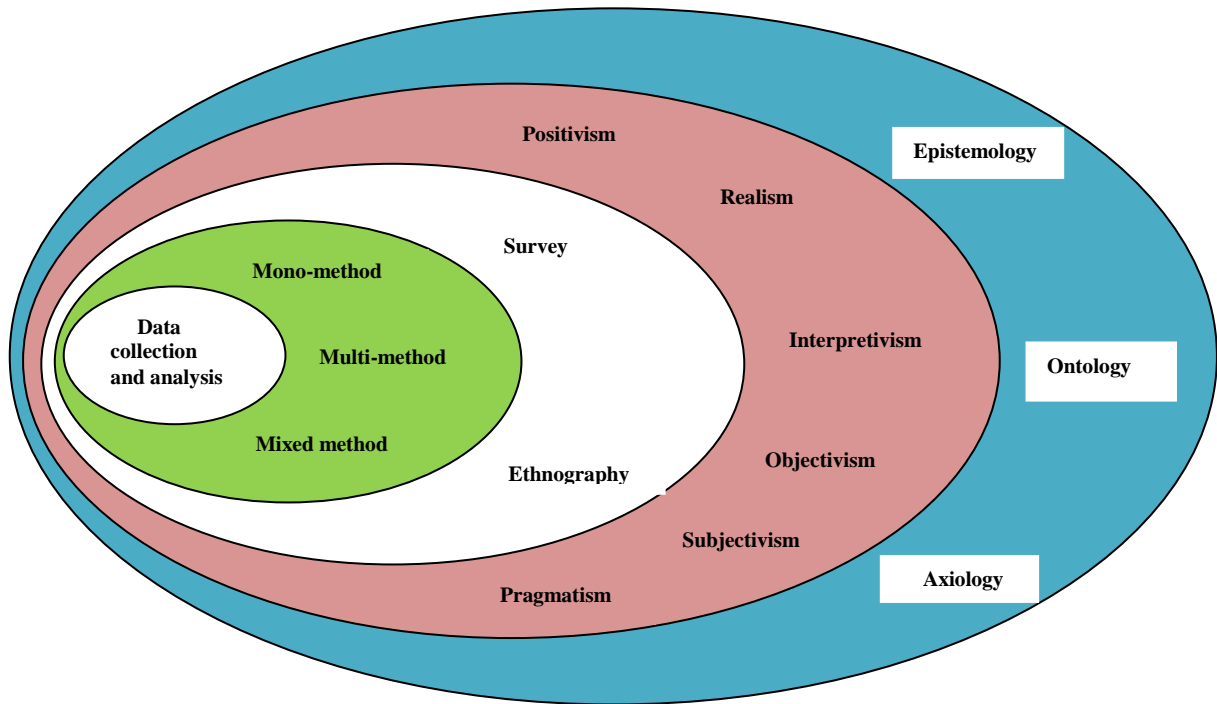 Positivism
Epistemology
Realism
Survey
Mono-method
Data
collection
and analysis
Multi-method
Interpretivism
Ontology
Mixed method
Objectivism
Ethnography
Subjectivism
Axiology
Pragmatism